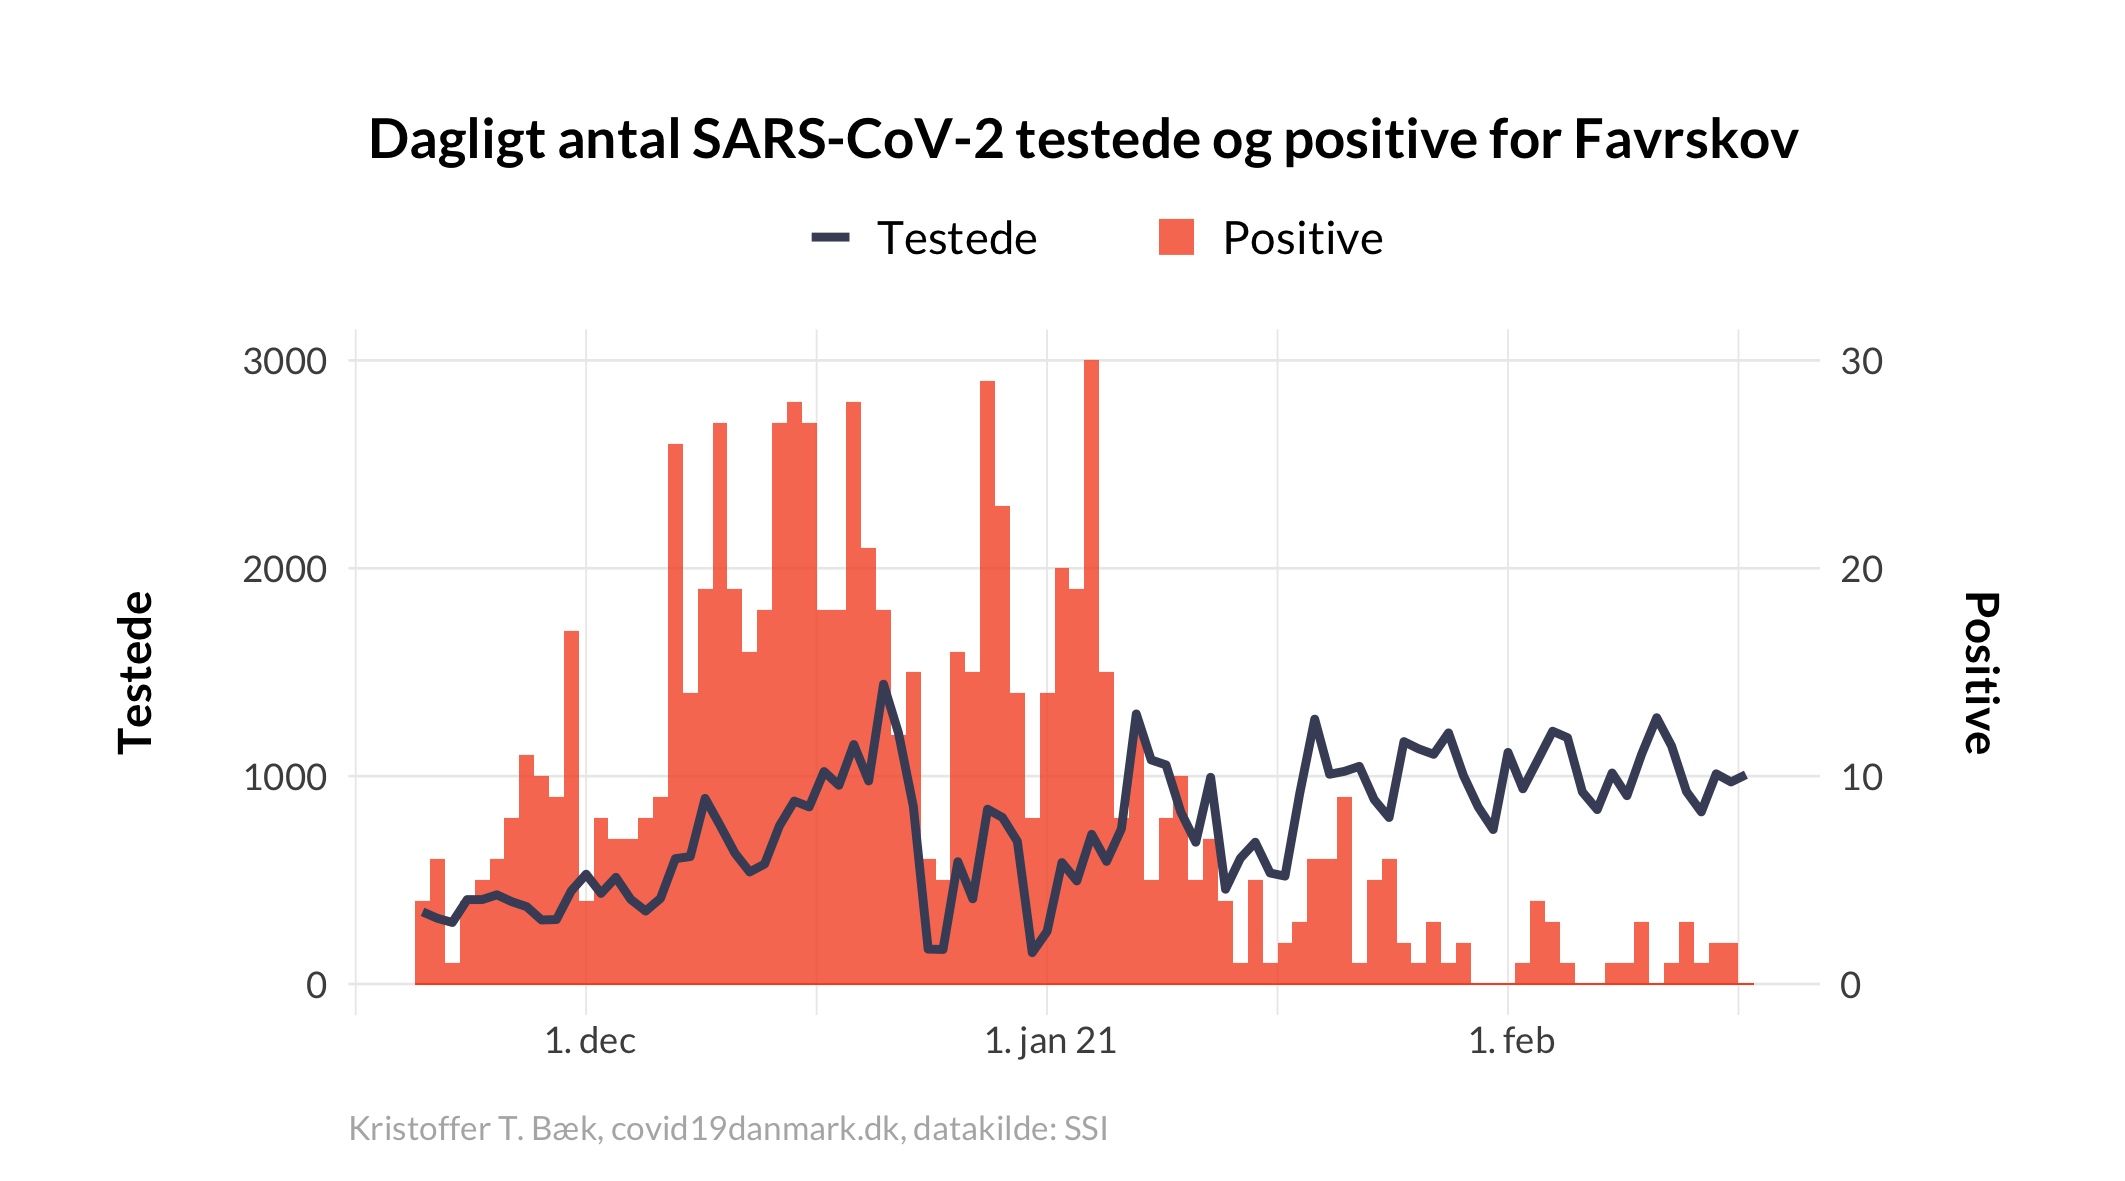 Dagligt antal SARS-CoV-2 testede og positive for Favrskov
Testede
Positive
3000
2000
1000
0
30
20
10
0
Testede
Positive
1. dec
1. jan 21
1. feb
Kristoffer T. Bæk, covid19danmark.dk, datakilde: SSI